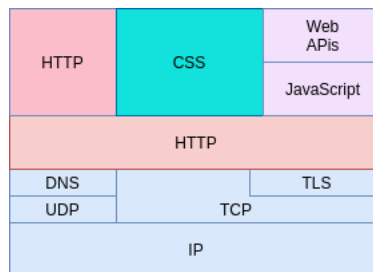 HTTP
CSS
Web
APis
JavaScript
HTTP
DNS
TLS
UDP
TCP
IP